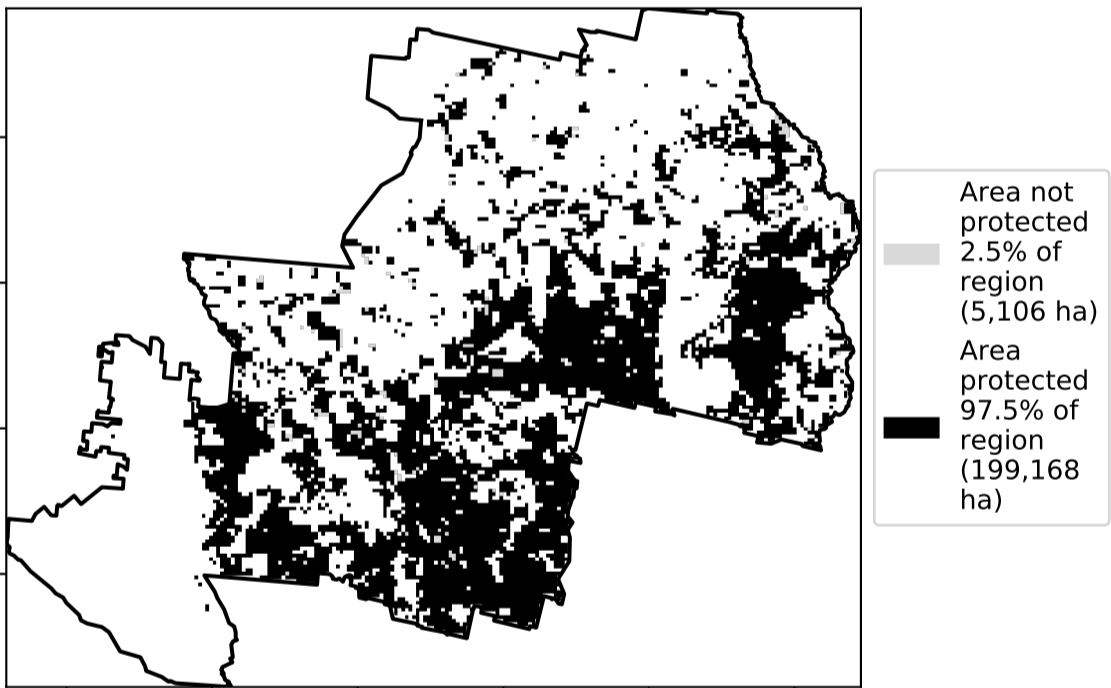 Area not
protected
2.5% of
region
(5,106 ha)
Area
protected
97.5% of
region
(199,168
ha)